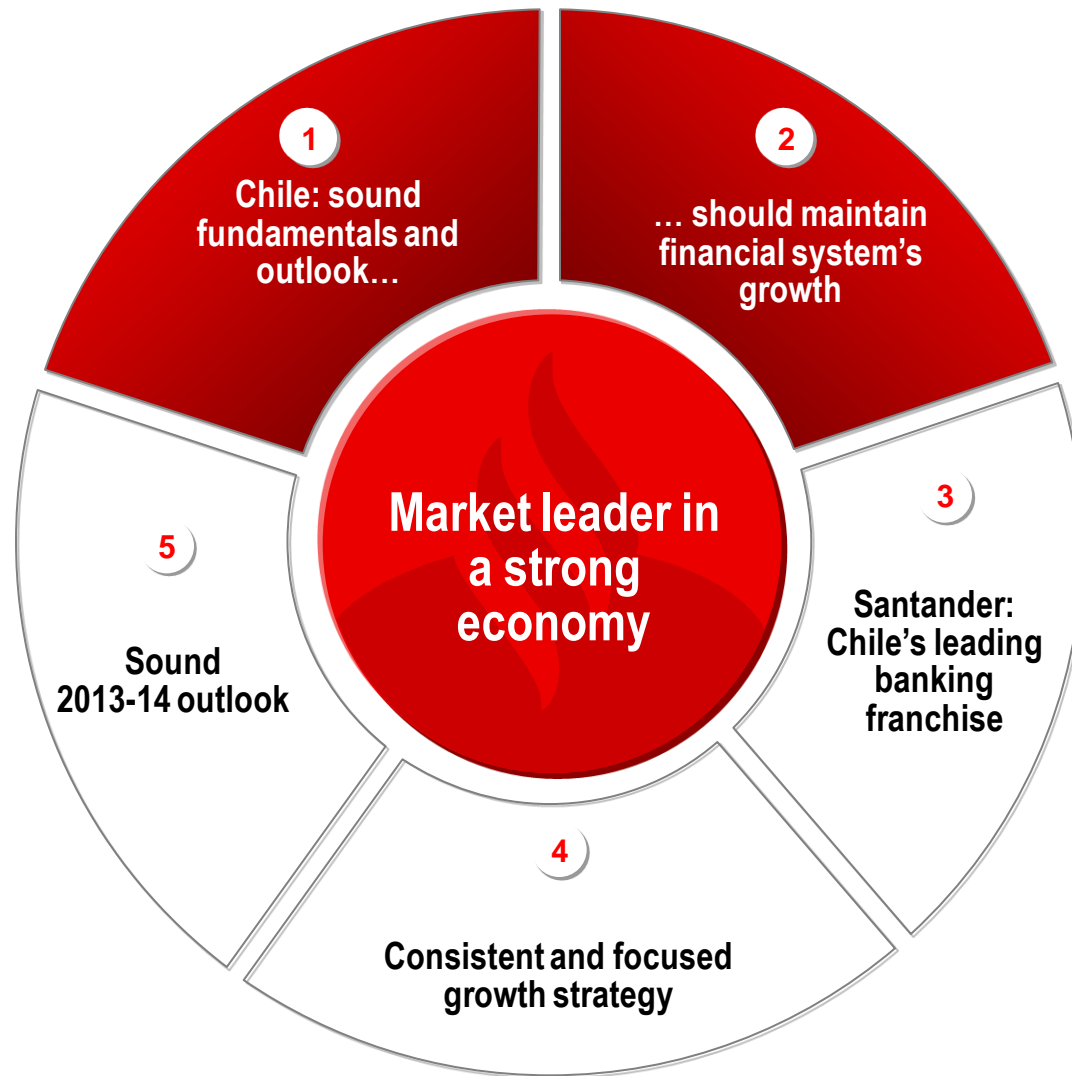 1
Chile: sound
fundamentals and
outlook…
2
… should maintain
financial system’s
growth
3
Santander:
Chile’s leading
banking
franchise
4
Consistent and focused
growth strategy
5
Sound
2013-14 outlook
Market leader in
a strong
economy